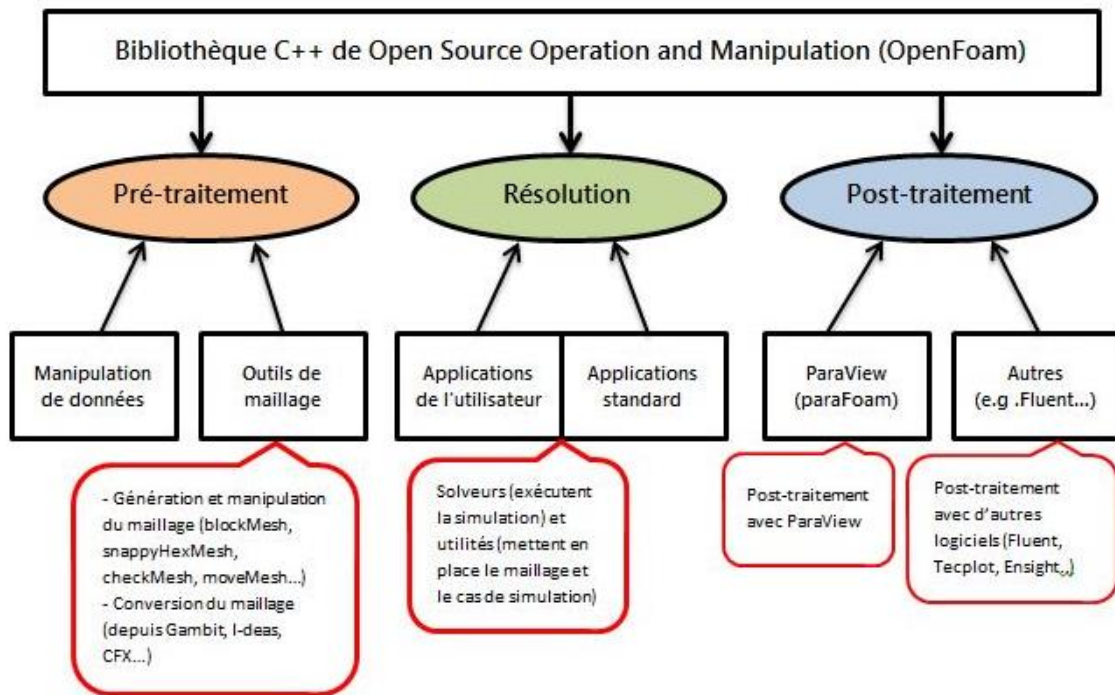 Bibliothèque C++ de Open Source Operation and Manipulation (OpenFoam)
Pré-traitement
Résolution
Post-traitement
Manipulation
de données
Outils de
maillage
Applications
de l'utilisateur
Applications
standard
ParaView
(paraFoam)
Autres
(e.g .Fluent...)
- Génération et manipulation
du maillage (blockMesh,
snappyHexMesh,
checkMesh, moveMesh...)
- Conversion du maillage
(depuis Gambit, I-deas,
CFX...)
Solveurs (exécutent
la simulation) et
utilités (mettent en
place le maillage et
le cas de simulation)
Post-traitement
avec ParaView
Post-traitement
avec d'autres
logiciels (Fluent,
Tecplot, Ensight,,)